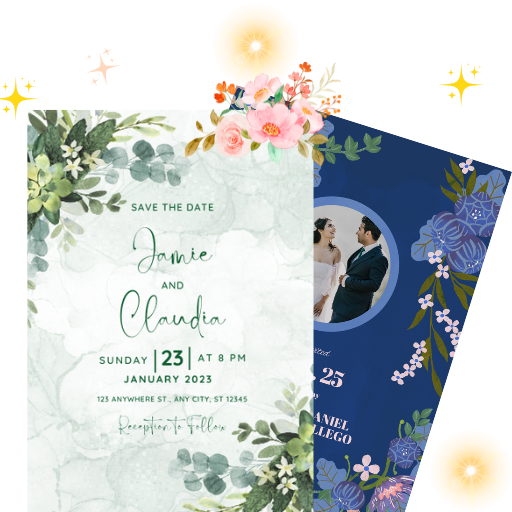 SAVE THE DATE
Jamie
AND
Claudia
SUNDAY | 23 | AT 8 PM
JANUARY 2023
123 ANYWHERE ST., ANY CITY, ST 12345
Reception to Follow
. 25
ANIEL
LLEGO